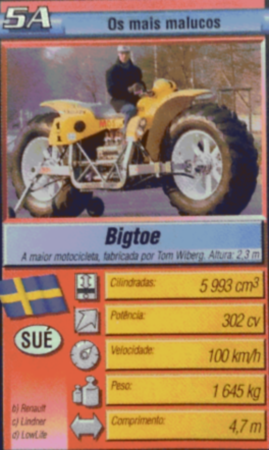 5A
Os mais malucos
Bigtoe
A maior motocicleta, fabricada por Tom Wiberg. Altura: 2,3 m
Cilindradas: 5 993 cm³
Potência: 302 cv
SUÉ
Velocidade: 100 km/h
Peso: 1 645 kg
b) Renault
c) Lindner
d) LowLife
Comprimento: 4,7 m